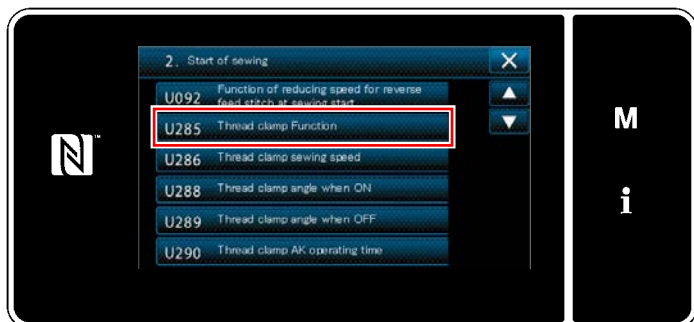 2. Start of sewing
U092 Function of reducing speed for reverse
feed stitch at sewing start
U285 Thread clamp Function
U286 Thread clamp sewing speed
U288 Thread clamp angle when ON
U289 Thread clamp angle when OFF
U290 Thread clamp AK operating time
M
i